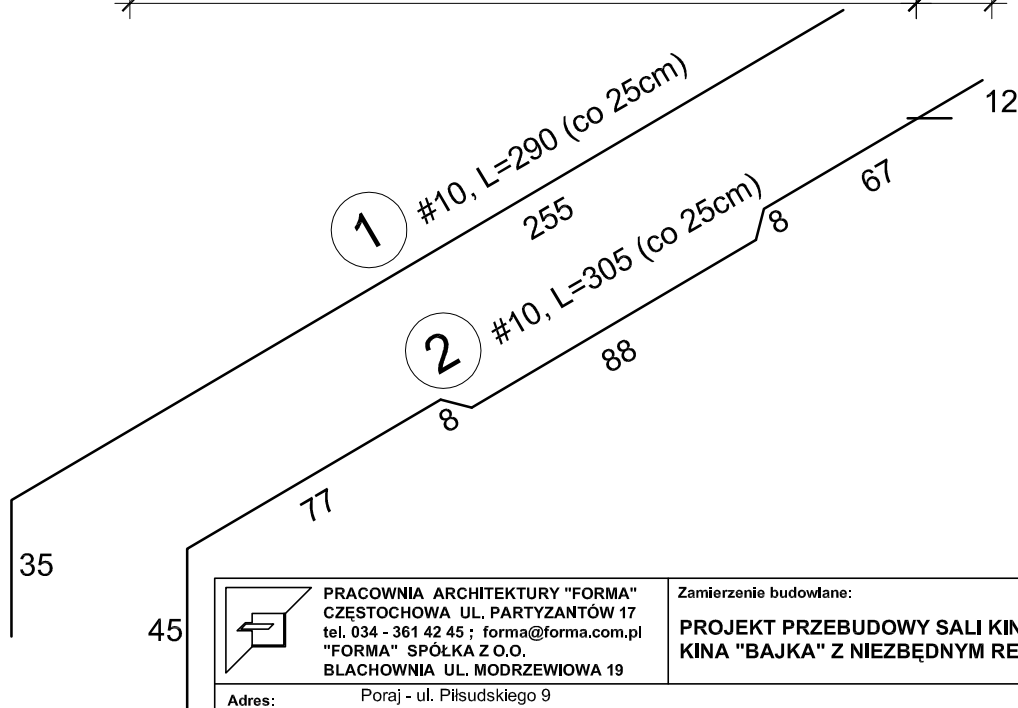 1 #10, L=290 (co 25cm)
255
12
67
8
2 #10, L=305 (co 25cm)
88
8
77
35
45
PRACOWNIA ARCHITEKTURY "FORMA"
CZĘSTOCHOWA UL. PARTYZANTÓW 17
tel. 034 - 361 42 45 ; forma@forma.com.pl
"FORMA" SPÓŁKA Z O.O.
BLACHOWNIA UL. MODRZEWIOWA 19
Zamierzenie budowlane:
PROJEKT PRZEBUDOWY SALI KIN
KINA "BAJKA" Z NIEZBĘDNYM RE
Adres: Poraj - ul. Piłsudskiego 9